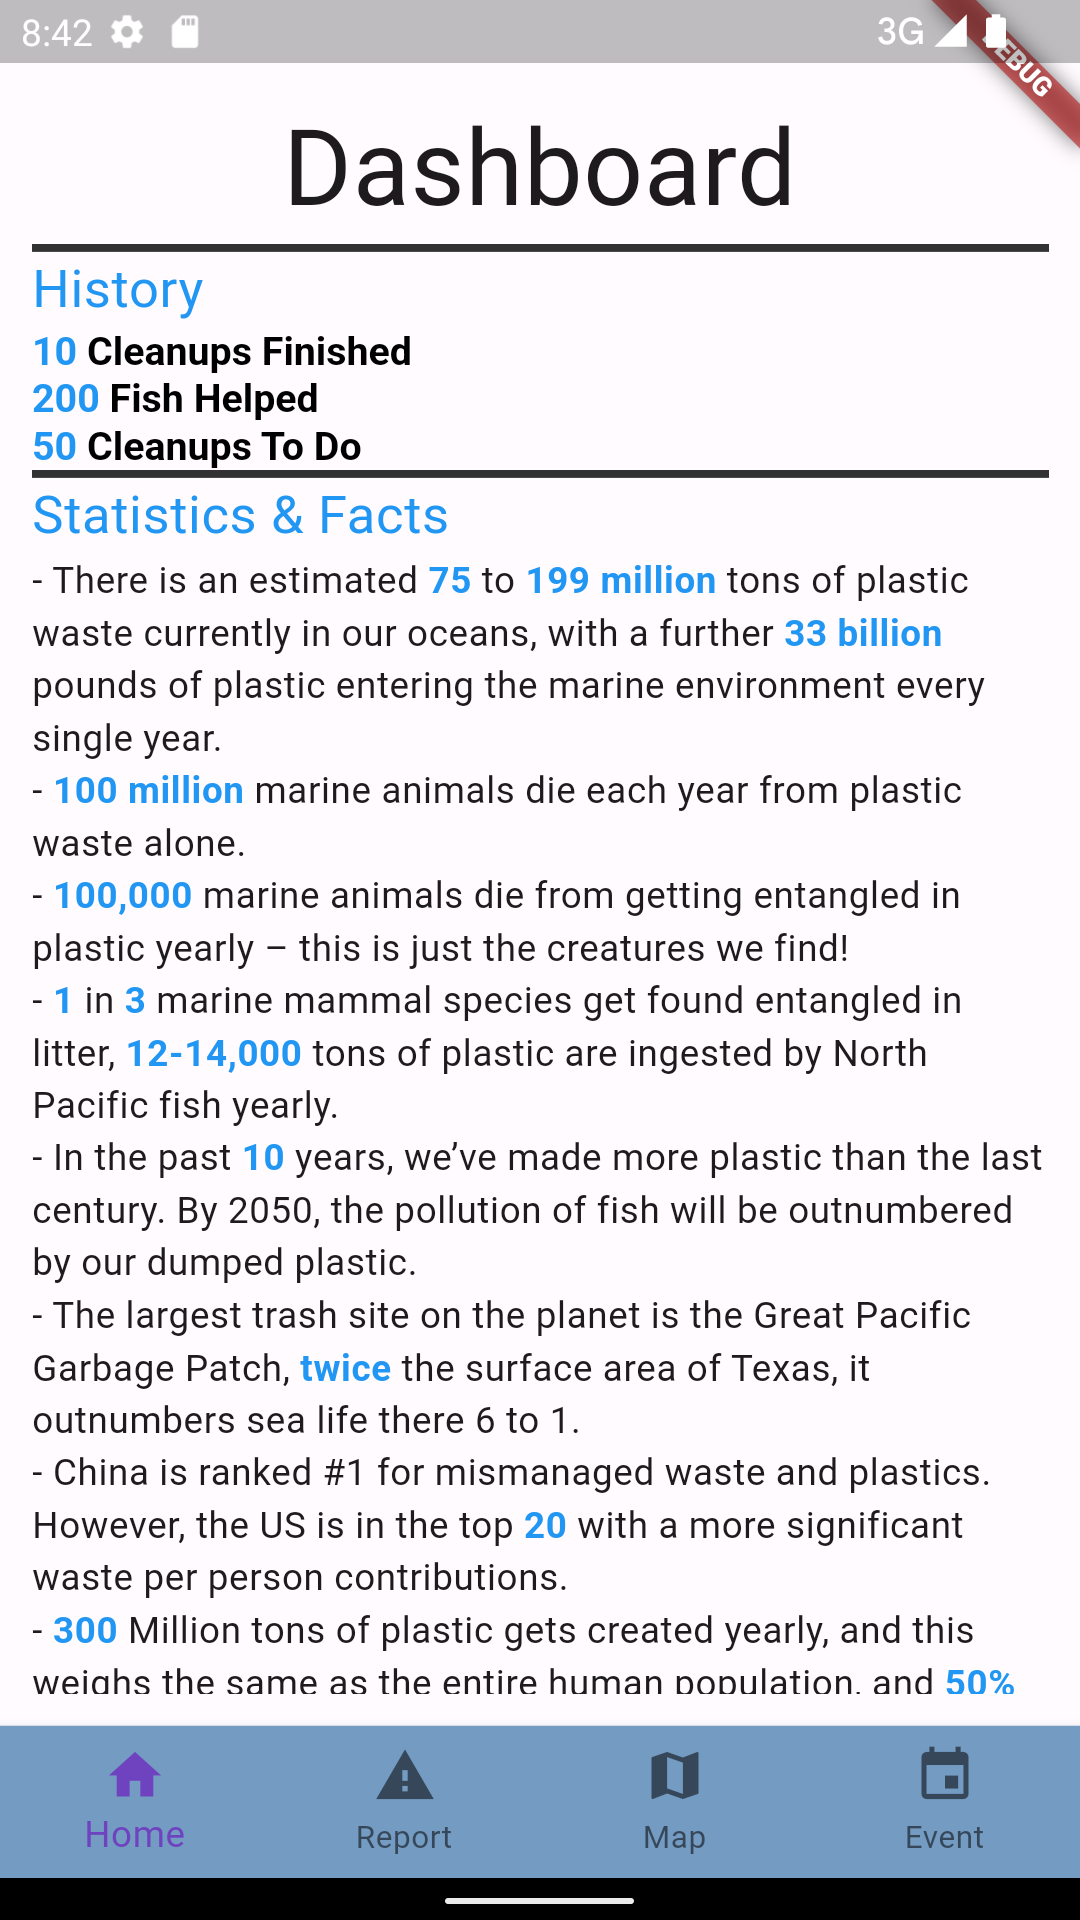 8:42
3G
DEBUG
Dashboard
History
10 Cleanups Finished
200 Fish Helped
50 Cleanups To Do
Statistics & Facts
- There is an estimated 75 to 199 million tons of plastic
waste currently in our oceans, with a further 33 billion
pounds of plastic entering the marine environment every
single year.
- 100 million marine animals die each year from plastic
waste alone.
- 100,000 marine animals die from getting entangled in
plastic yearly – this is just the creatures we find!
- 1 in 3 marine mammal species get found entangled in
litter, 12-14,000 tons of plastic are ingested by North
Pacific fish yearly.
- In the past 10 years, we’ve made more plastic than the last
century. By 2050, the pollution of fish will be outnumbered
by our dumped plastic.
- The largest trash site on the planet is the Great Pacific
Garbage Patch, twice the surface area of Texas, it
outnumbers sea life there 6 to 1.
- China is ranked #1 for mismanaged waste and plastics.
However, the US is in the top 20 with a more significant
waste per person contributions.
- 300 Million tons of plastic gets created yearly, and this
weighs the same as the entire human population, and 50%
Home
Report
Map
Event